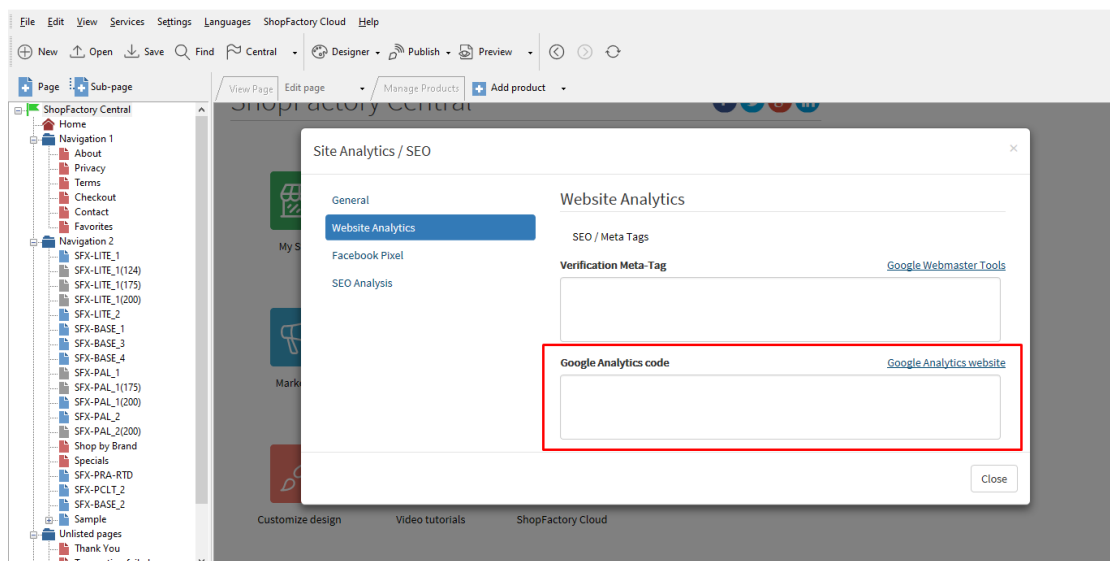 File Edit View Services Settings Languages ShopFactory Cloud Help
New Open Save Find Central Designer Publish Preview
Page Sub-page View Page Edit page Manage Products Add product
ShopFactory Central
Home
Navigation 1
About
Privacy
Terms
Checkout
Contact
Favorites
Navigation 2
SFX-LITE_1
SFX-LITE_1(124)
SFX-LITE_1(175)
SFX-LITE_1(200)
SFX-LITE_2
SFX-BASE_1
SFX-BASE_3
SFX-BASE_4
SFX-PAL_1
SFX-PAL_1(175)
SFX-PAL_1(200)
SFX-PAL_2
SFX-PAL_2(200)
Shop by Brand
Specials
SFX-PRA-RTD
SFX-PCLT_2
SFX-BASE_2
Sample
Unlisted pages
Thank You
ShopFactory Central
My S
Mark
Customize design Video tutorials ShopFactory Cloud
Site Analytics / SEO ×
General
Website Analytics
Facebook Pixel
SEO Analysis
Website Analytics
SEO / Meta Tags
Verification Meta-Tag Google Webmaster Tools
Google Analytics code Google Analytics website
Close